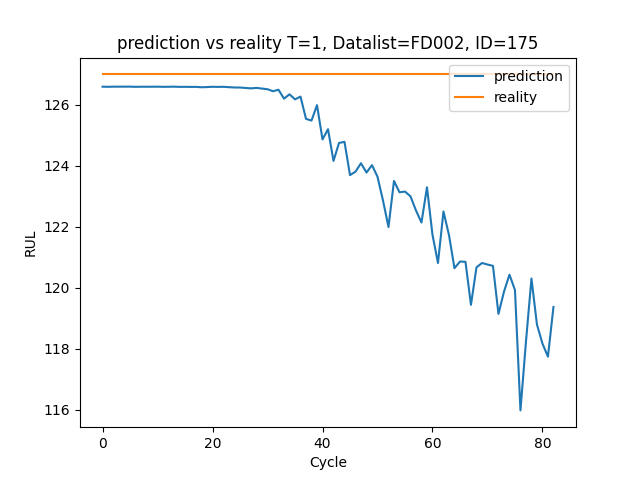 prediction vs reality T=1, Datalist=FD002, ID=175
prediction
reality
126
124
122
120
118
116
RUL
0
20
40
60
80
Cycle